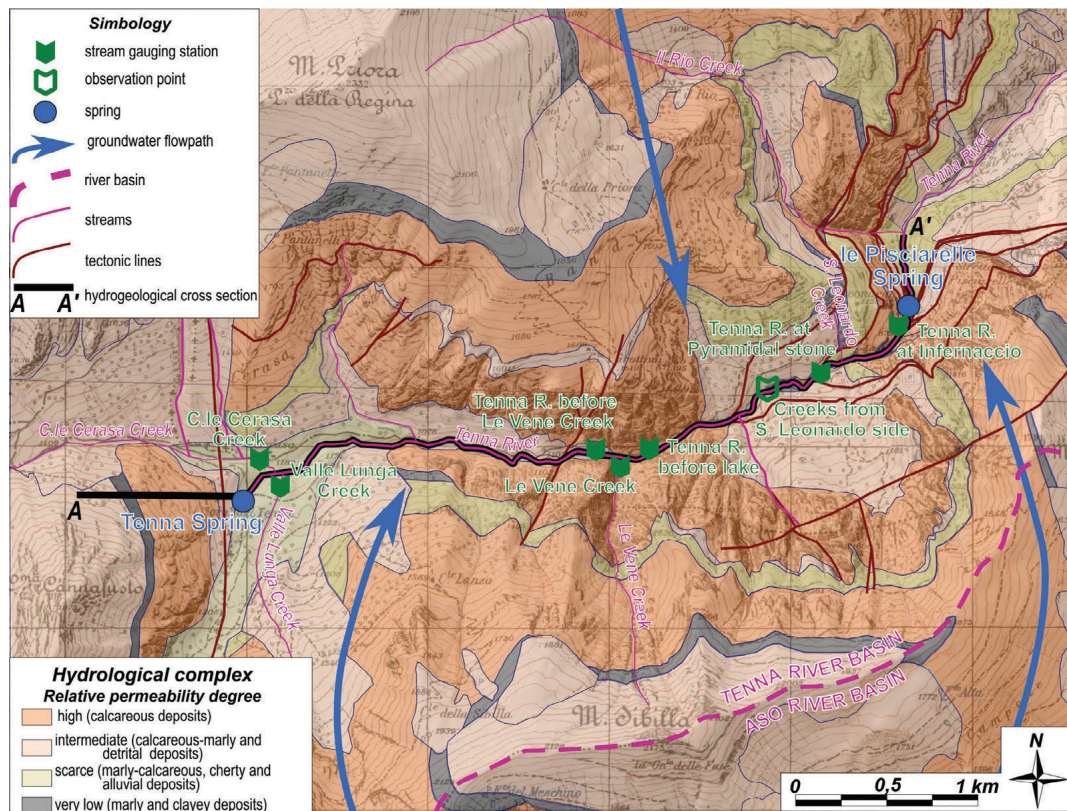 Simbology
stream gauging station
observation point
spring
groundwater flowpath
river basin
streams
tectonic lines
A A' hydrogeological cross section
M. Priora
P. della Regina
Il Rio Creek
Tenna River
A'
le Pisciarelle
Spring
S. Leonardo
Creek
Tenna R. at
Pyramidal stone
Tenna R.
at Infernaccio
Creeks from
S. Leonardo side
Tenna R. before
Le Vene Creek
Tenna River
Tenna R.
before lake
Le Vene Creek
C.le Cerasa Creek
C.le Cerasa
Creek
Valle Lunga
Creek
A
Tenna Spring
Valle Lunga Creek
Le Vene Creek
TENNA RIVER BASIN
ASO RIVER BASIN
M. Sibilla
Hydrological complex
Relative permeability degree
high (calcareous deposits)
intermediate (calcareous-marly and
detrital deposits)
scarce (marly-calcareous, cherty and
alluvial deposits)
very low (marly and clayey deposits)
N
0 0,5 1 km